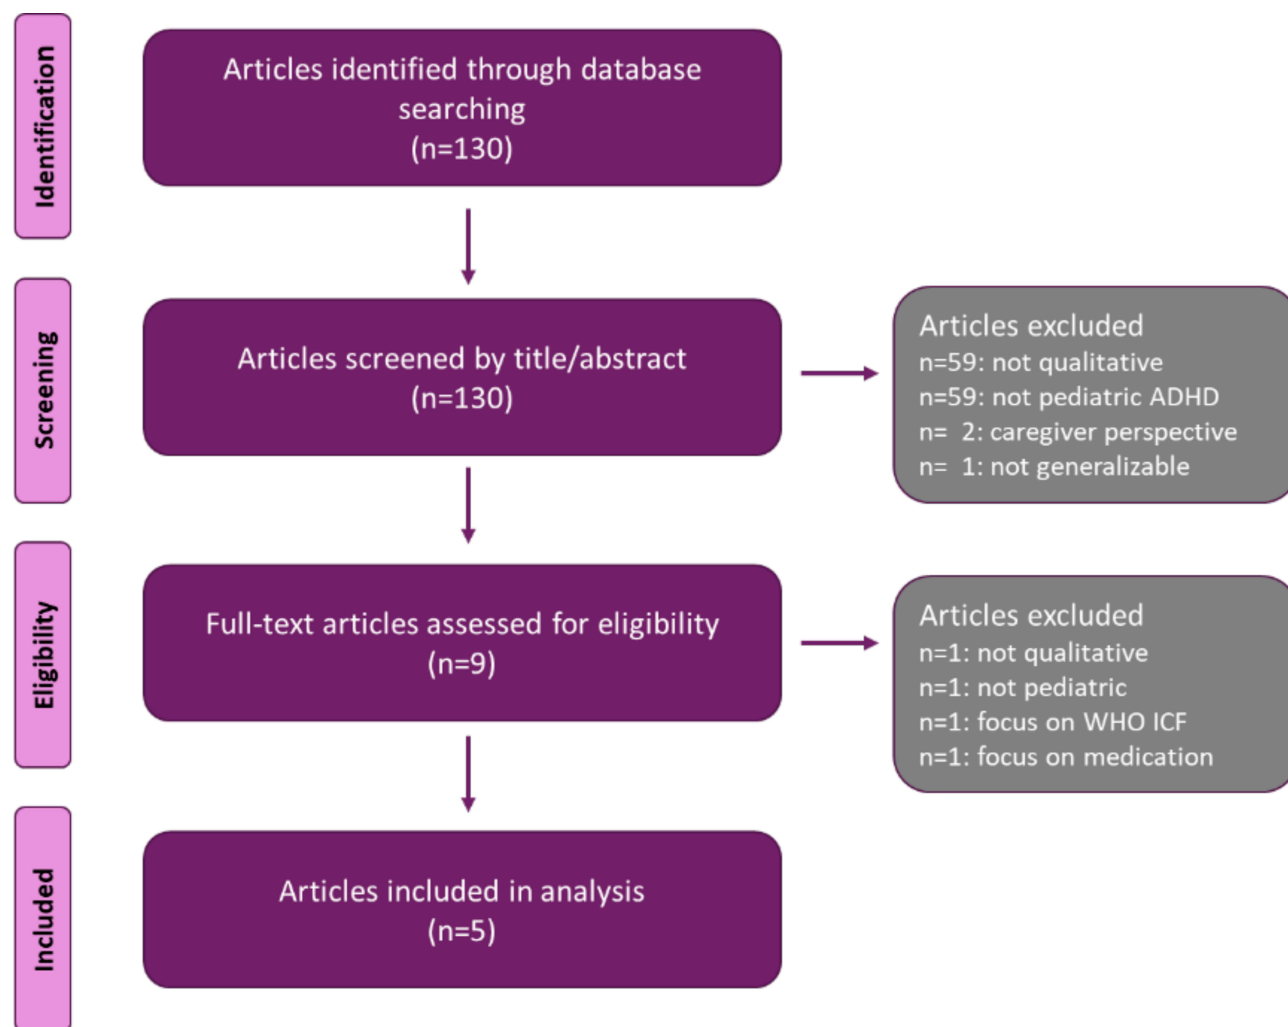 Identification
Articles identified through database
searching
(n=130)
Screening
Articles screened by title/abstract
(n=130)
Articles excluded
n=59: not qualitative
n=59: not pediatric ADHD
n= 2: caregiver perspective
n= 1: not generalizable
Eligibility
Full-text articles assessed for eligibility
(n=9)
Articles excluded
n=1: not qualitative
n=1: not pediatric
n=1: focus on WHO ICF
n=1: focus on medication
Included
Articles included in analysis
(n=5)